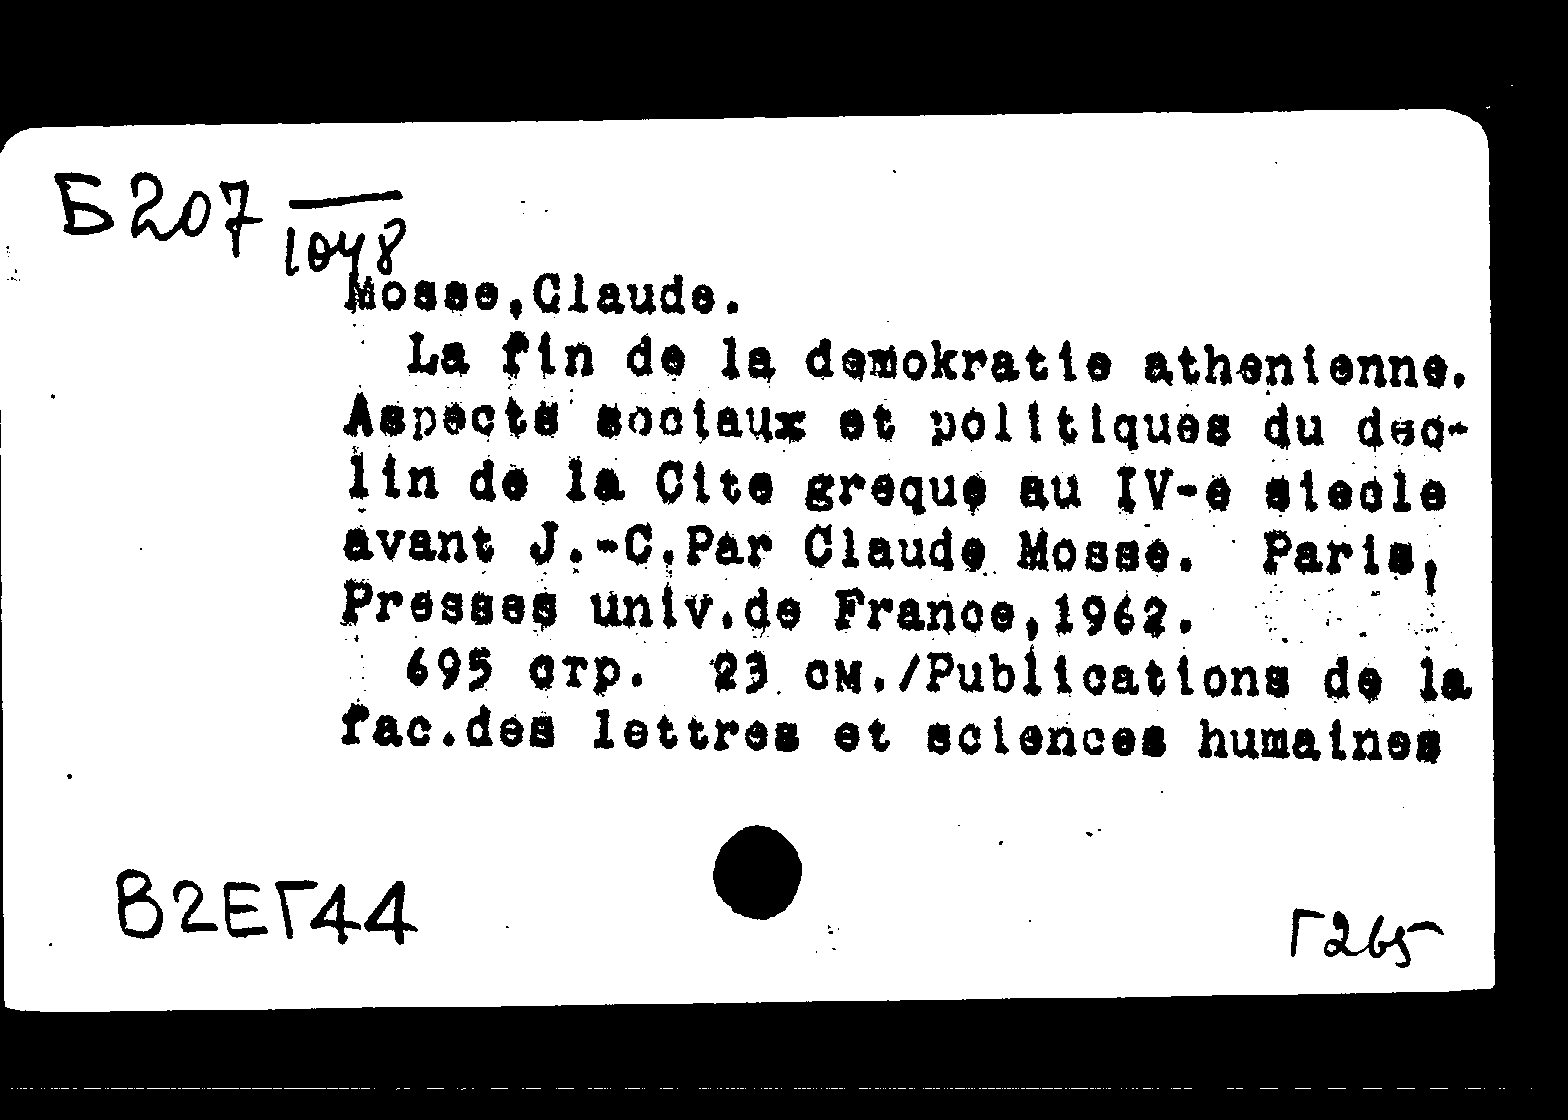 Б207
1048
Mosse,Claude.
La fin de la demokratie athenienne.
Aspects sociaux et politiques du dec-
lin de la Cite greque au IV-e siecle
avant J.-C.Par Claude Mosse. Paris,
Presses univ.de France,1962.
695 стр. 23 см./Publications de la
fac.des lettres et sciences humaines
В2ЕГ44
Г265